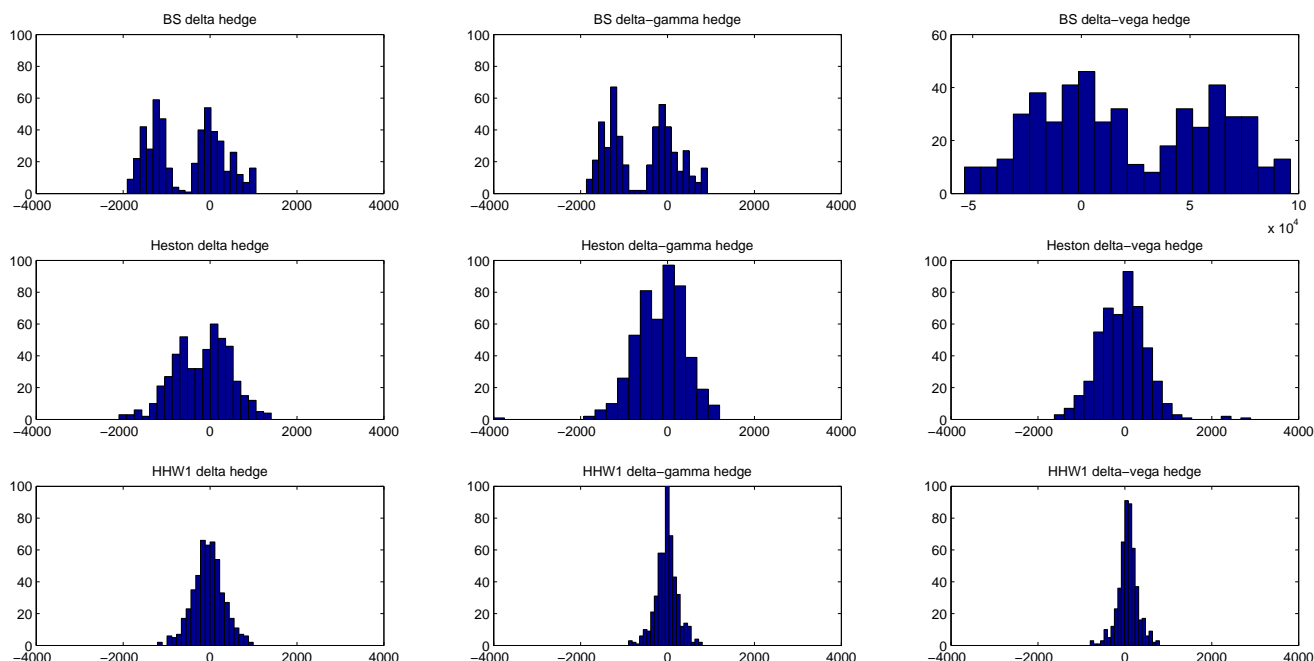 BS delta hedge
100
80
60
40
20
0
−4000 −2000 0 2000 4000
BS delta−gamma hedge
100
80
60
40
20
0
−4000 −2000 0 2000 4000
BS delta−vega hedge
60
40
20
0
−5 0 5 10
x 10^4
Heston delta hedge
100
80
60
40
20
0
−4000 −2000 0 2000 4000
Heston delta−gamma hedge
100
80
60
40
20
0
−4000 −2000 0 2000 4000
Heston delta−vega hedge
100
80
60
40
20
0
−4000 −2000 0 2000 4000
HHW1 delta hedge
100
80
60
40
20
0
−4000 −2000 0 2000 4000
HHW1 delta−gamma hedge
100
80
60
40
20
0
−4000 −2000 0 2000 4000
HHW1 delta−vega hedge
100
80
60
40
20
0
−4000 −2000 0 2000 4000